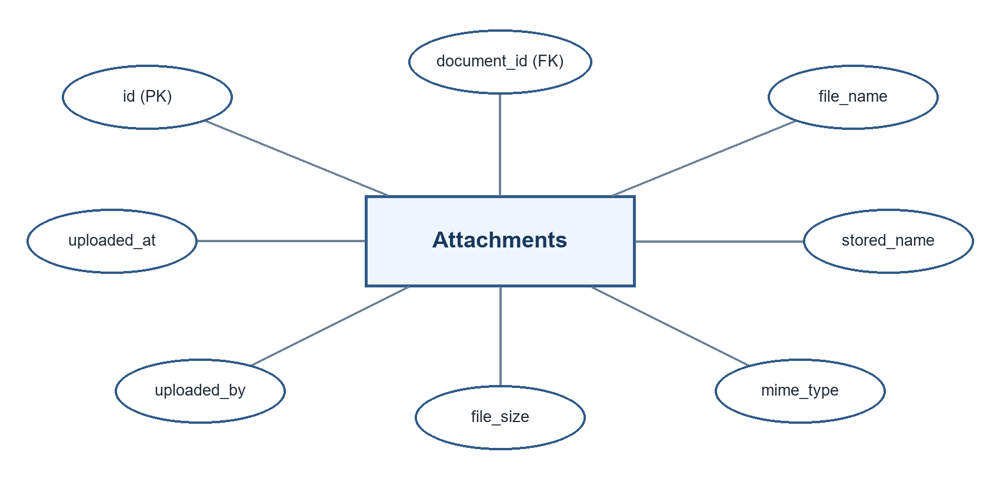 document_id (FK)
id (PK)
file_name
uploaded_at
Attachments
stored_name
uploaded_by
file_size
mime_type